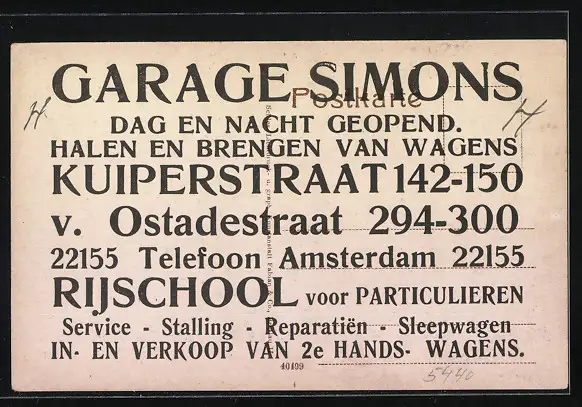 GARAGE SIMONS
Postkarte
DAG EN NACHT GEOPEND.
HALEN EN BRENGEN VAN WAGENS
KUIPERSTRAAT 142-150
v. Ostadestraat 294-300
22155 Telefoon Amsterdam 22155
RIJSCHOOL voor PARTICULIEREN
Service - Stalling - Reparatiën - Sleepwagen
IN- EN VERKOOP VAN 2e HANDS- WAGENS.
40499
5440